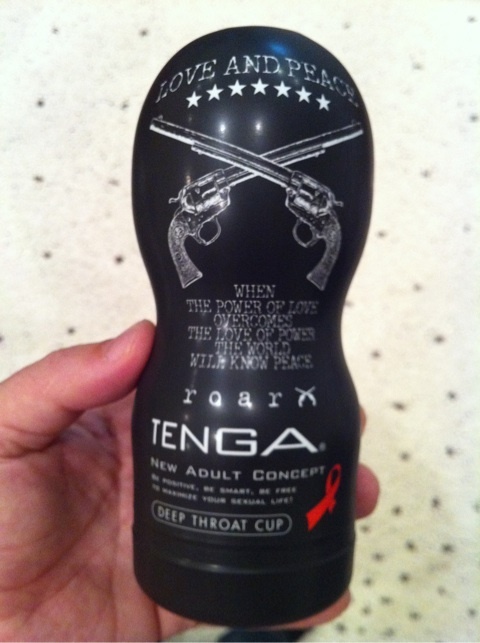 LOVE AND PEACE
WHEN
THE POWER OF LOVE
OVERCOMES
THE LOVE OF POWER
THE WORLD
WILL KNOW PEACE
roar
TENGA®
NEW ADULT CONCEPT
BE POSITIVE, BE SMART, BE FREE
TO MAXIMIZE YOUR SEXUAL LIFE!
DEEP THROAT CUP